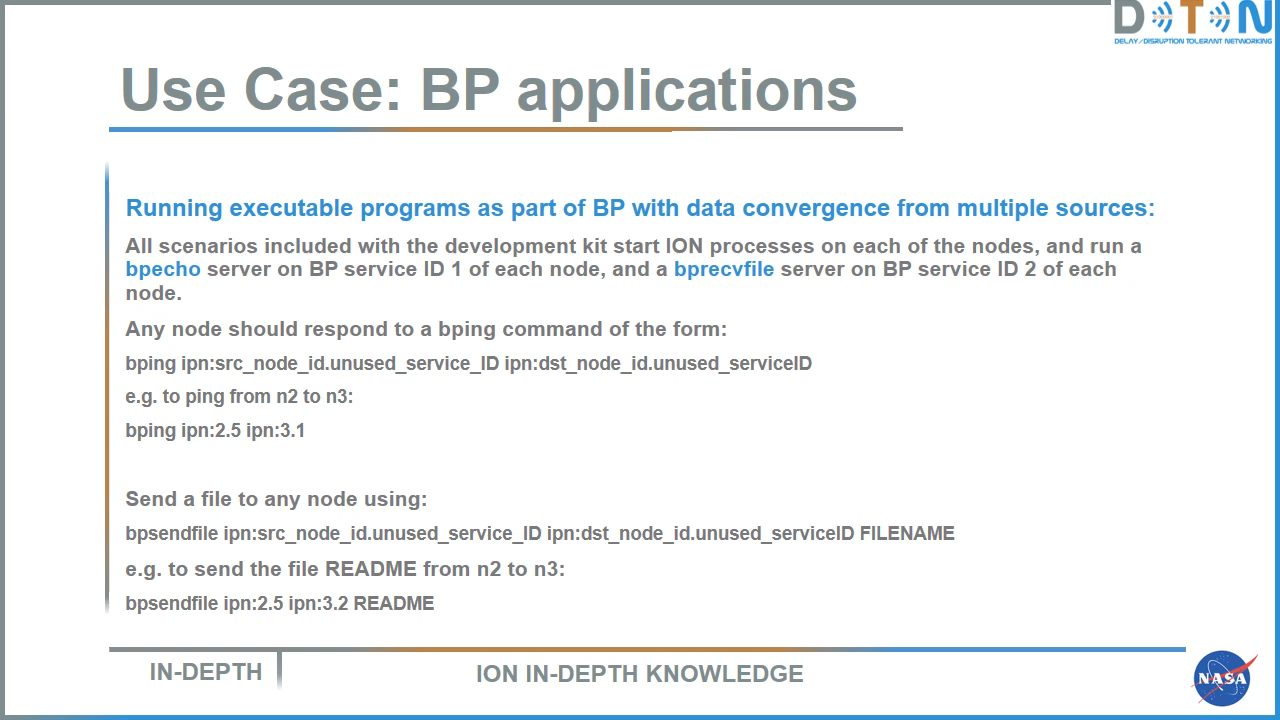 DTN
DELAY/DISRUPTION TOLERANT NETWORKING
Use Case: BP applications
Running executable programs as part of BP with data convergence from multiple sources:
All scenarios included with the development kit start ION processes on each of the nodes, and run a
bpecho server on BP service ID 1 of each node, and a bprecvfile server on BP service ID 2 of each
node.
Any node should respond to a bping command of the form:
bping ipn:src_node_id.unused_service_ID ipn:dst_node_id.unused_serviceID
e.g. to ping from n2 to n3:
bping ipn:2.5 ipn:3.1
Send a file to any node using:
bpsendfile ipn:src_node_id.unused_service_ID ipn:dst_node_id.unused_serviceID FILENAME
e.g. to send the file README from n2 to n3:
bpsendfile ipn:2.5 ipn:3.2 README
IN-DEPTH
ION IN-DEPTH KNOWLEDGE
NASA